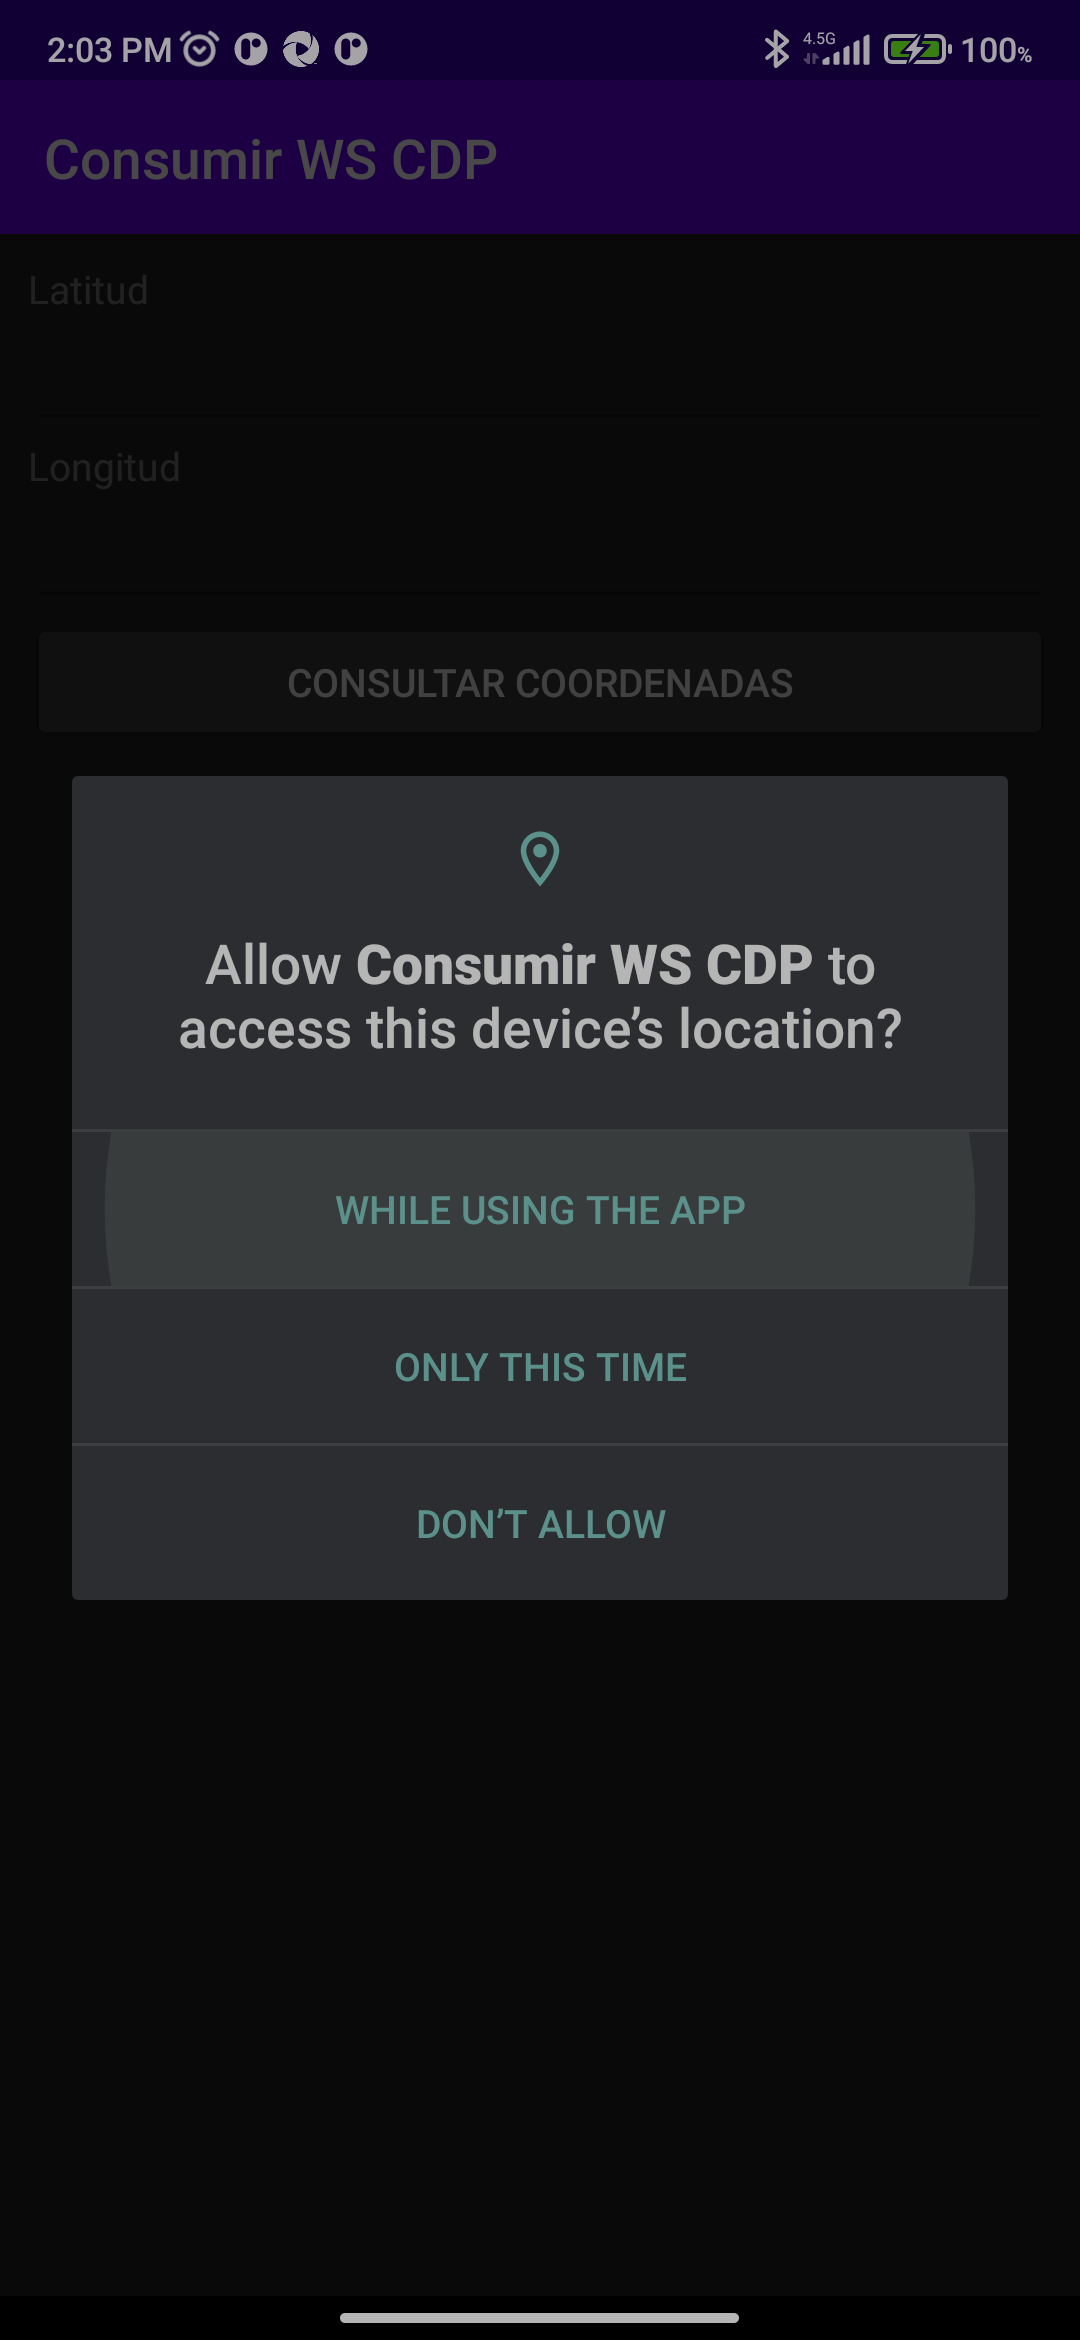 2:03 PM 4.5G 100%
Consumir WS CDP
Latitud
Longitud
CONSULTAR COORDENADAS
Allow Consumir WS CDP to
access this device’s location?
WHILE USING THE APP
ONLY THIS TIME
DON’T ALLOW